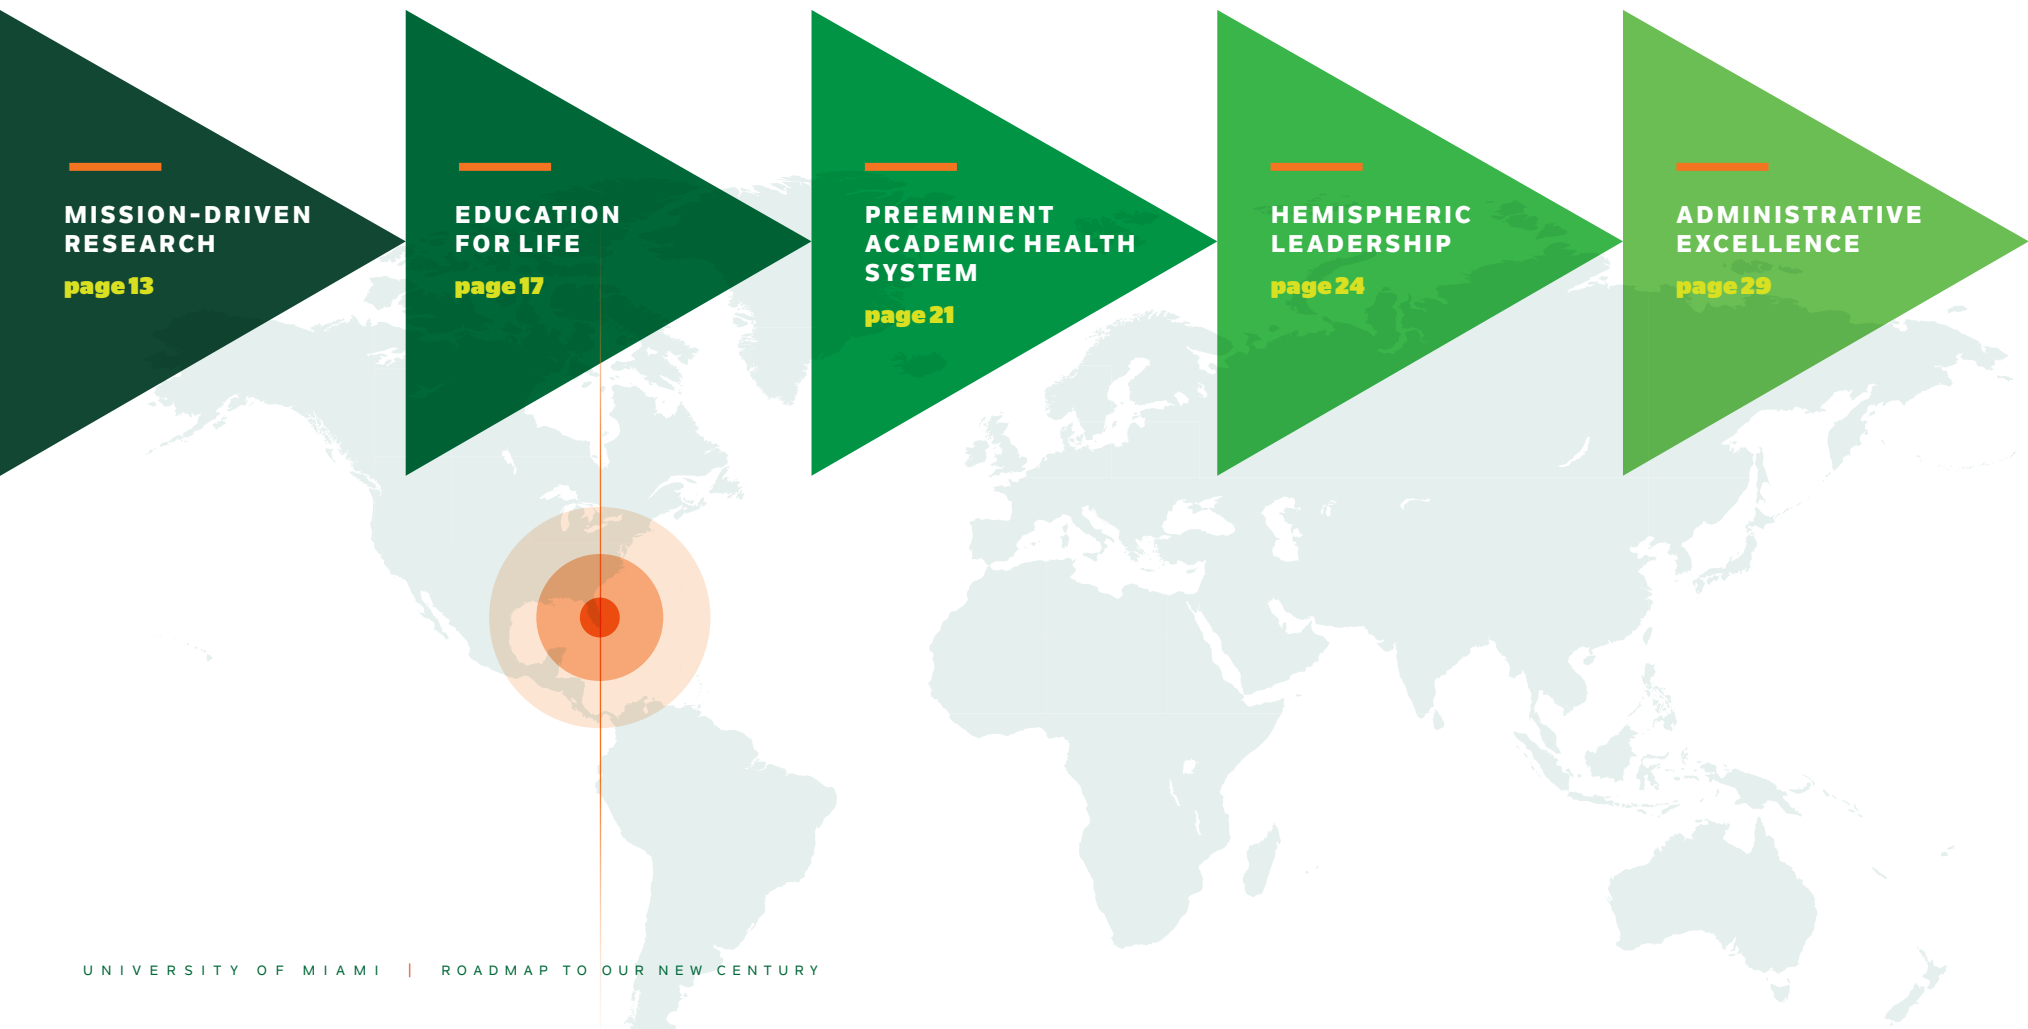 MISSION-DRIVEN
RESEARCH
page 13
EDUCATION
FOR LIFE
page 17
PREEMINENT
ACADEMIC HEALTH
SYSTEM
page 21
HEMISPHERIC
LEADERSHIP
page 24
ADMINISTRATIVE
EXCELLENCE
page 29
UNIVERSITY OF MIAMI | ROADMAP TO OUR NEW CENTURY